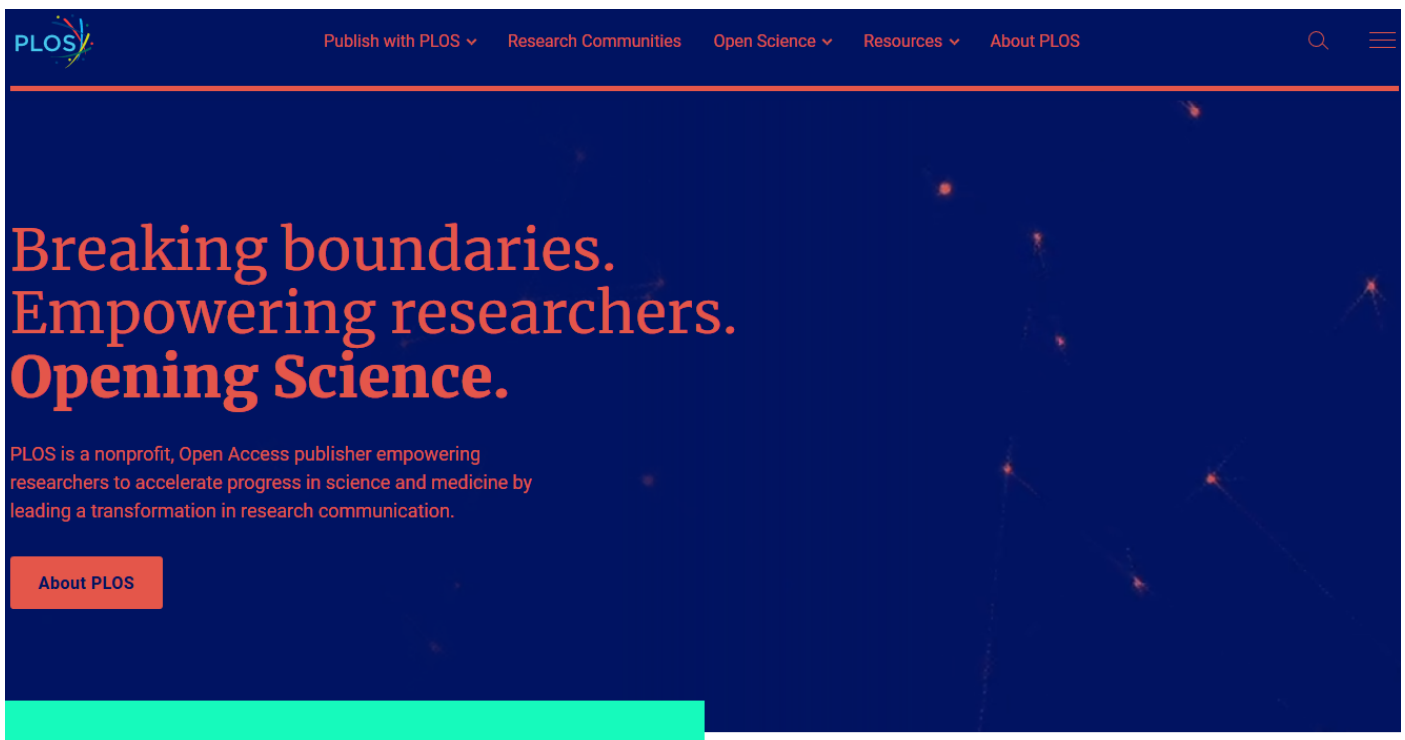 PLOS
Publish with PLOS
Research Communities
Open Science
Resources
About PLOS
Breaking boundaries.
Empowering researchers.
Opening Science.
PLOS is a nonprofit, Open Access publisher empowering
researchers to accelerate progress in science and medicine by
leading a transformation in research communication.
About PLOS